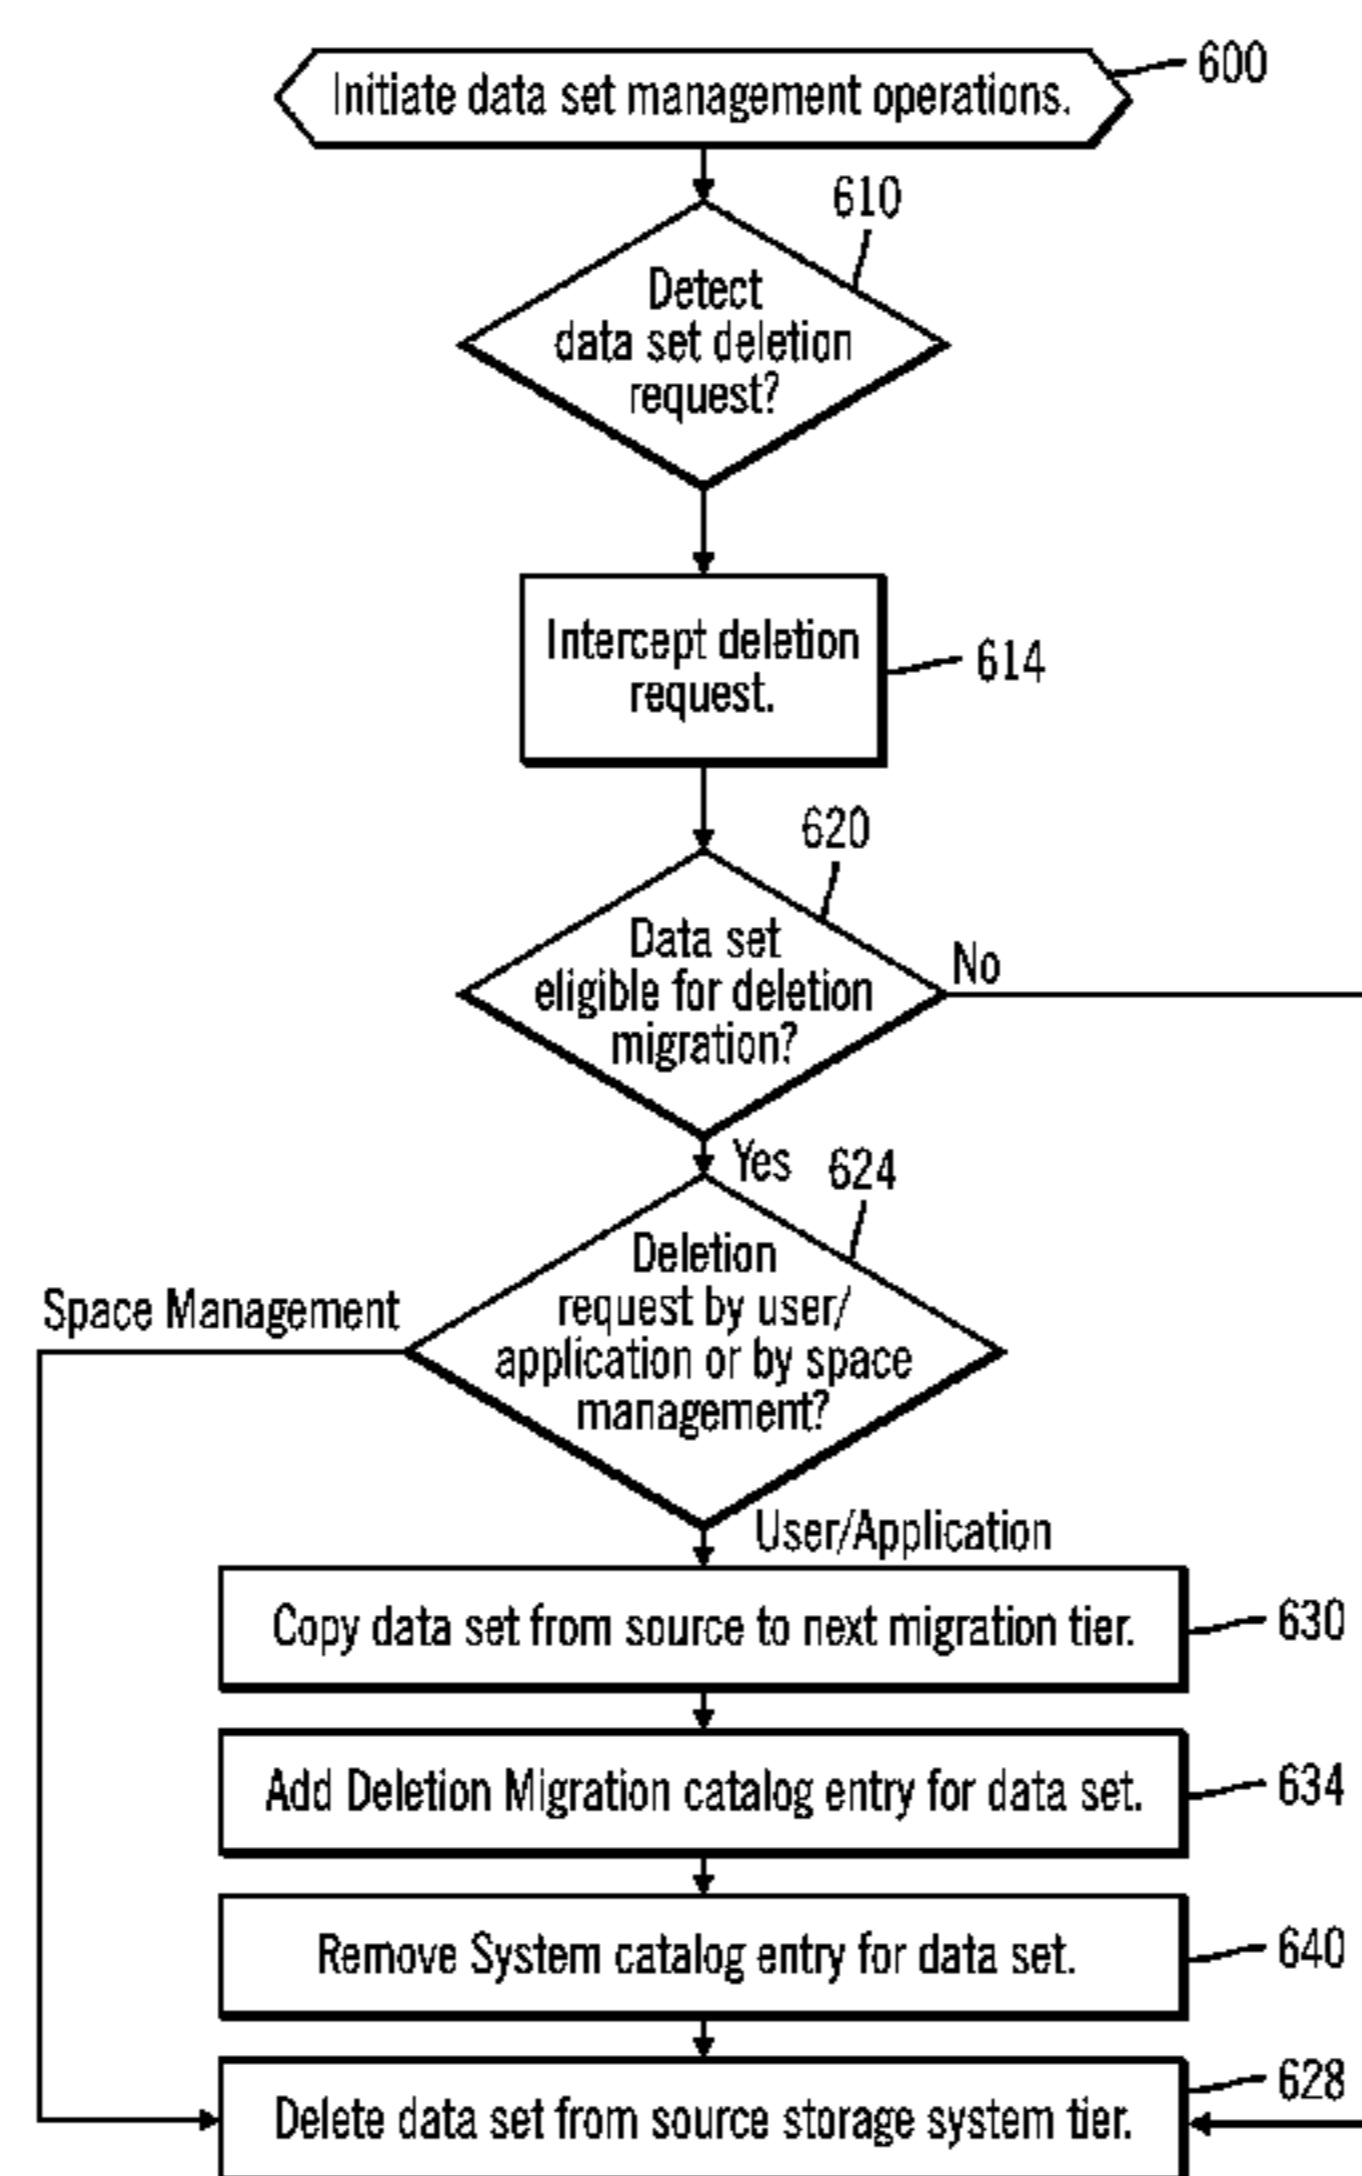 Initiate data set management operations.
600
610
Detect
data set deletion
request?
Intercept deletion
request.
614
620
Data set
eligible for deletion
migration?
No
Yes
624
Deletion
request by user/
application or by space
management?
Space Management
User/Application
Copy data set from source to next migration tier.
630
Add Deletion Migration catalog entry for data set.
634
Remove System catalog entry for data set.
640
Delete data set from source storage system tier.
628